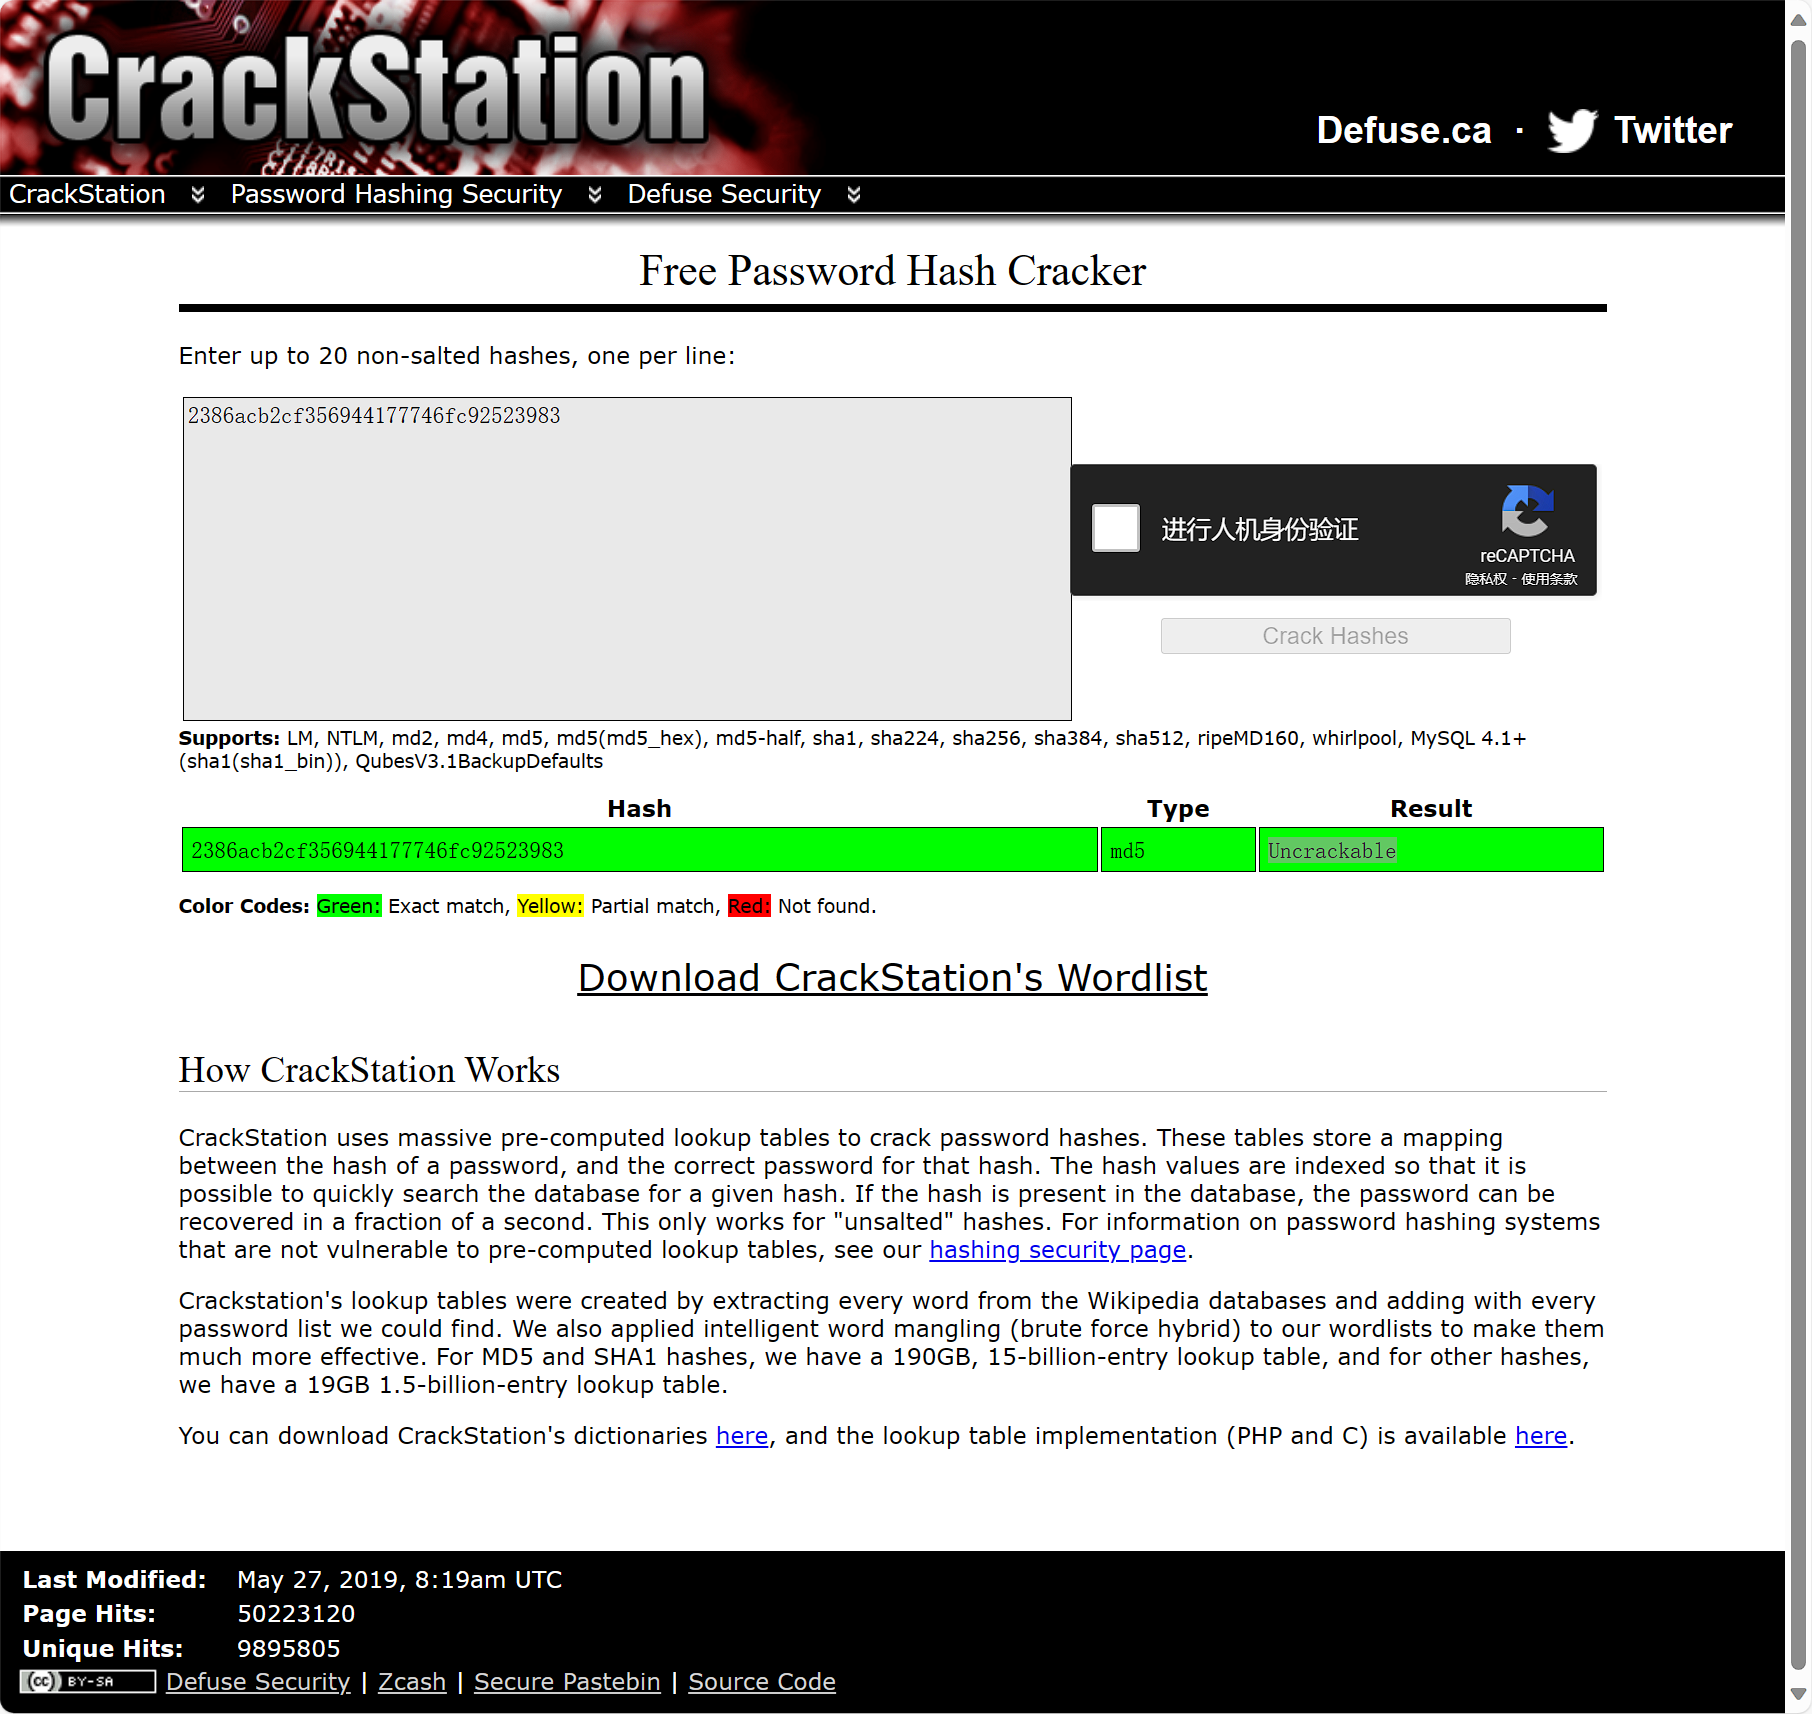 CrackStation
Defuse.ca · Twitter
CrackStation Password Hashing Security Defuse Security
Free Password Hash Cracker
Enter up to 20 non-salted hashes, one per line:
2386acb2cf356944177746fc92523983
进行人机身份验证
reCAPTCHA
隐私权 - 使用条款
Crack Hashes
Supports: LM, NTLM, md2, md4, md5, md5(md5_hex), md5-half, sha1, sha224, sha256, sha384, sha512, ripeMD160, whirlpool, MySQL 4.1+
(sha1(sha1_bin)), QubesV3.1BackupDefaults
Hash Type Result
2386acb2cf356944177746fc92523983 md5 Uncrackable
Color Codes: Green: Exact match, Yellow: Partial match, Red: Not found.
Download CrackStation's Wordlist
How CrackStation Works
CrackStation uses massive pre-computed lookup tables to crack password hashes. These tables store a mapping
between the hash of a password, and the correct password for that hash. The hash values are indexed so that it is
possible to quickly search the database for a given hash. If the hash is present in the database, the password can be
recovered in a fraction of a second. This only works for "unsalted" hashes. For information on password hashing systems
that are not vulnerable to pre-computed lookup tables, see our hashing security page.
Crackstation's lookup tables were created by extracting every word from the Wikipedia databases and adding with every
password list we could find. We also applied intelligent word mangling (brute force hybrid) to our wordlists to make them
much more effective. For MD5 and SHA1 hashes, we have a 190GB, 15-billion-entry lookup table, and for other hashes,
we have a 19GB 1.5-billion-entry lookup table.
You can download CrackStation's dictionaries here, and the lookup table implementation (PHP and C) is available here.
Last Modified: May 27, 2019, 8:19am UTC
Page Hits: 50223120
Unique Hits: 9895805
(cc) BY-SA Defuse Security | Zcash | Secure Pastebin | Source Code